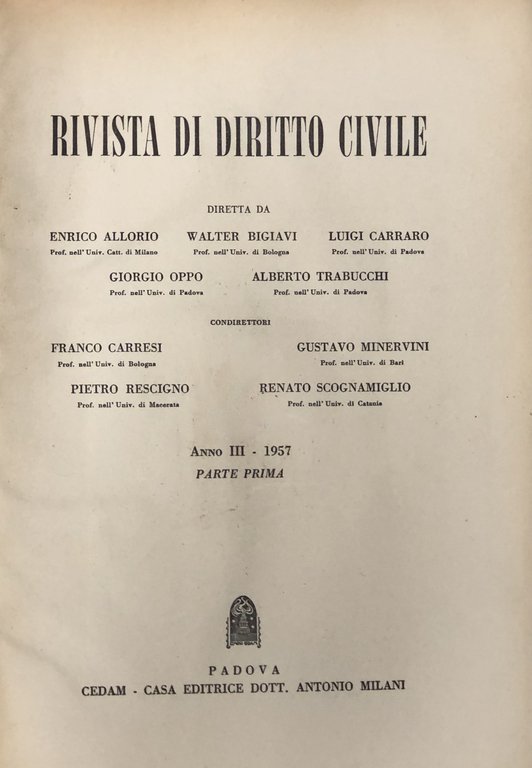 RIVISTA DI DIRITTO CIVILE
DIRETTA DA
ENRICO ALLORIO WALTER BIGIAVI LUIGI CARRARO
Prof. nell'Univ. Catt. di Milano Prof. nell'Univ. di Bologna Prof. nell'Univ. di Padova
GIORGIO OPPO ALBERTO TRABUCCHI
Prof. nell'Univ. di Padova Prof. nell'Univ. di Padova
CONDIRETTORI
FRANCO CARRESI GUSTAVO MINERVINI
Prof. nell'Univ. di Bologna Prof. nell'Univ. di Bari
PIETRO RESCIGNO RENATO SCOGNAMIGLIO
Prof. nell'Univ. di Macerata Prof. nell'Univ. di Catania
ANNO III - 1957
PARTE PRIMA
PADOVA
CEDAM - CASA EDITRICE DOTT. ANTONIO MILANI